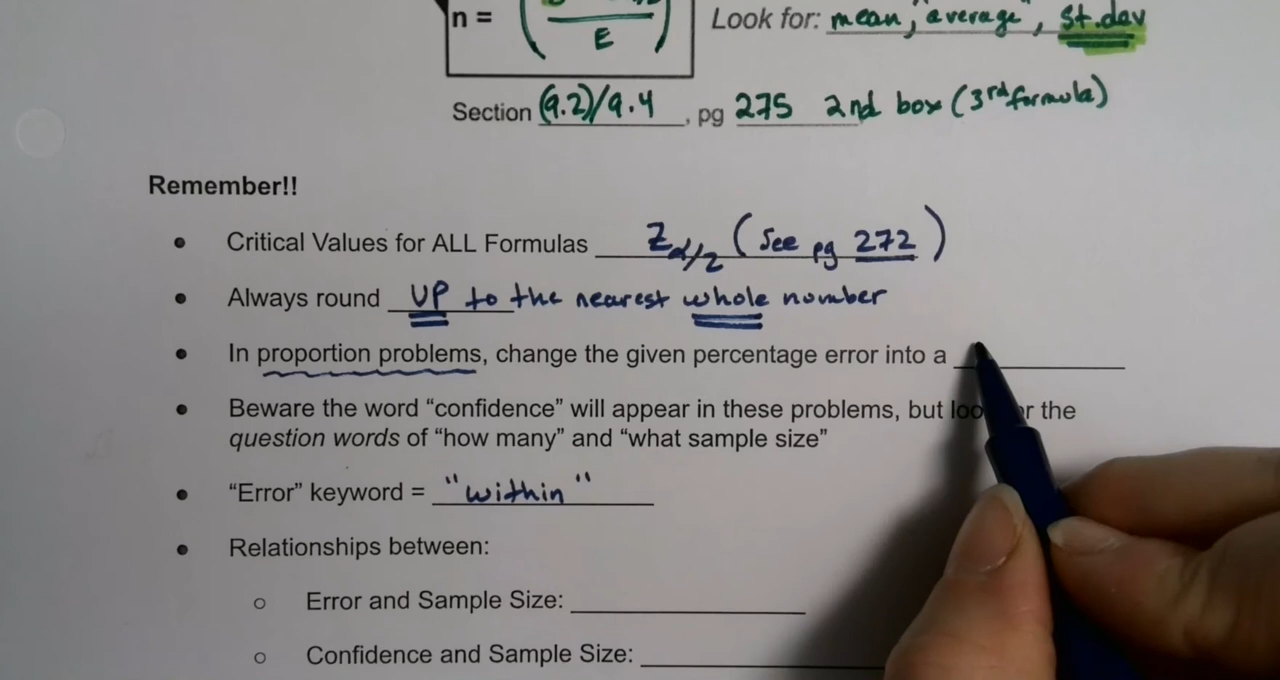 n = ( / E ) Look for: mean, "average", st.dev
Section (9.2)/9.4, pg 275 2nd box (3rd formula)
Remember!!
• Critical Values for ALL Formulas Zα/2 (see pg 272)
• Always round UP to the nearest whole number
• In proportion problems, change the given percentage error into a
• Beware the word “confidence” will appear in these problems, but the
question words of “how many” and “what sample size”
• “Error” keyword = "within"
• Relationships between:
○ Error and Sample Size:
○ Confidence and Sample Size: